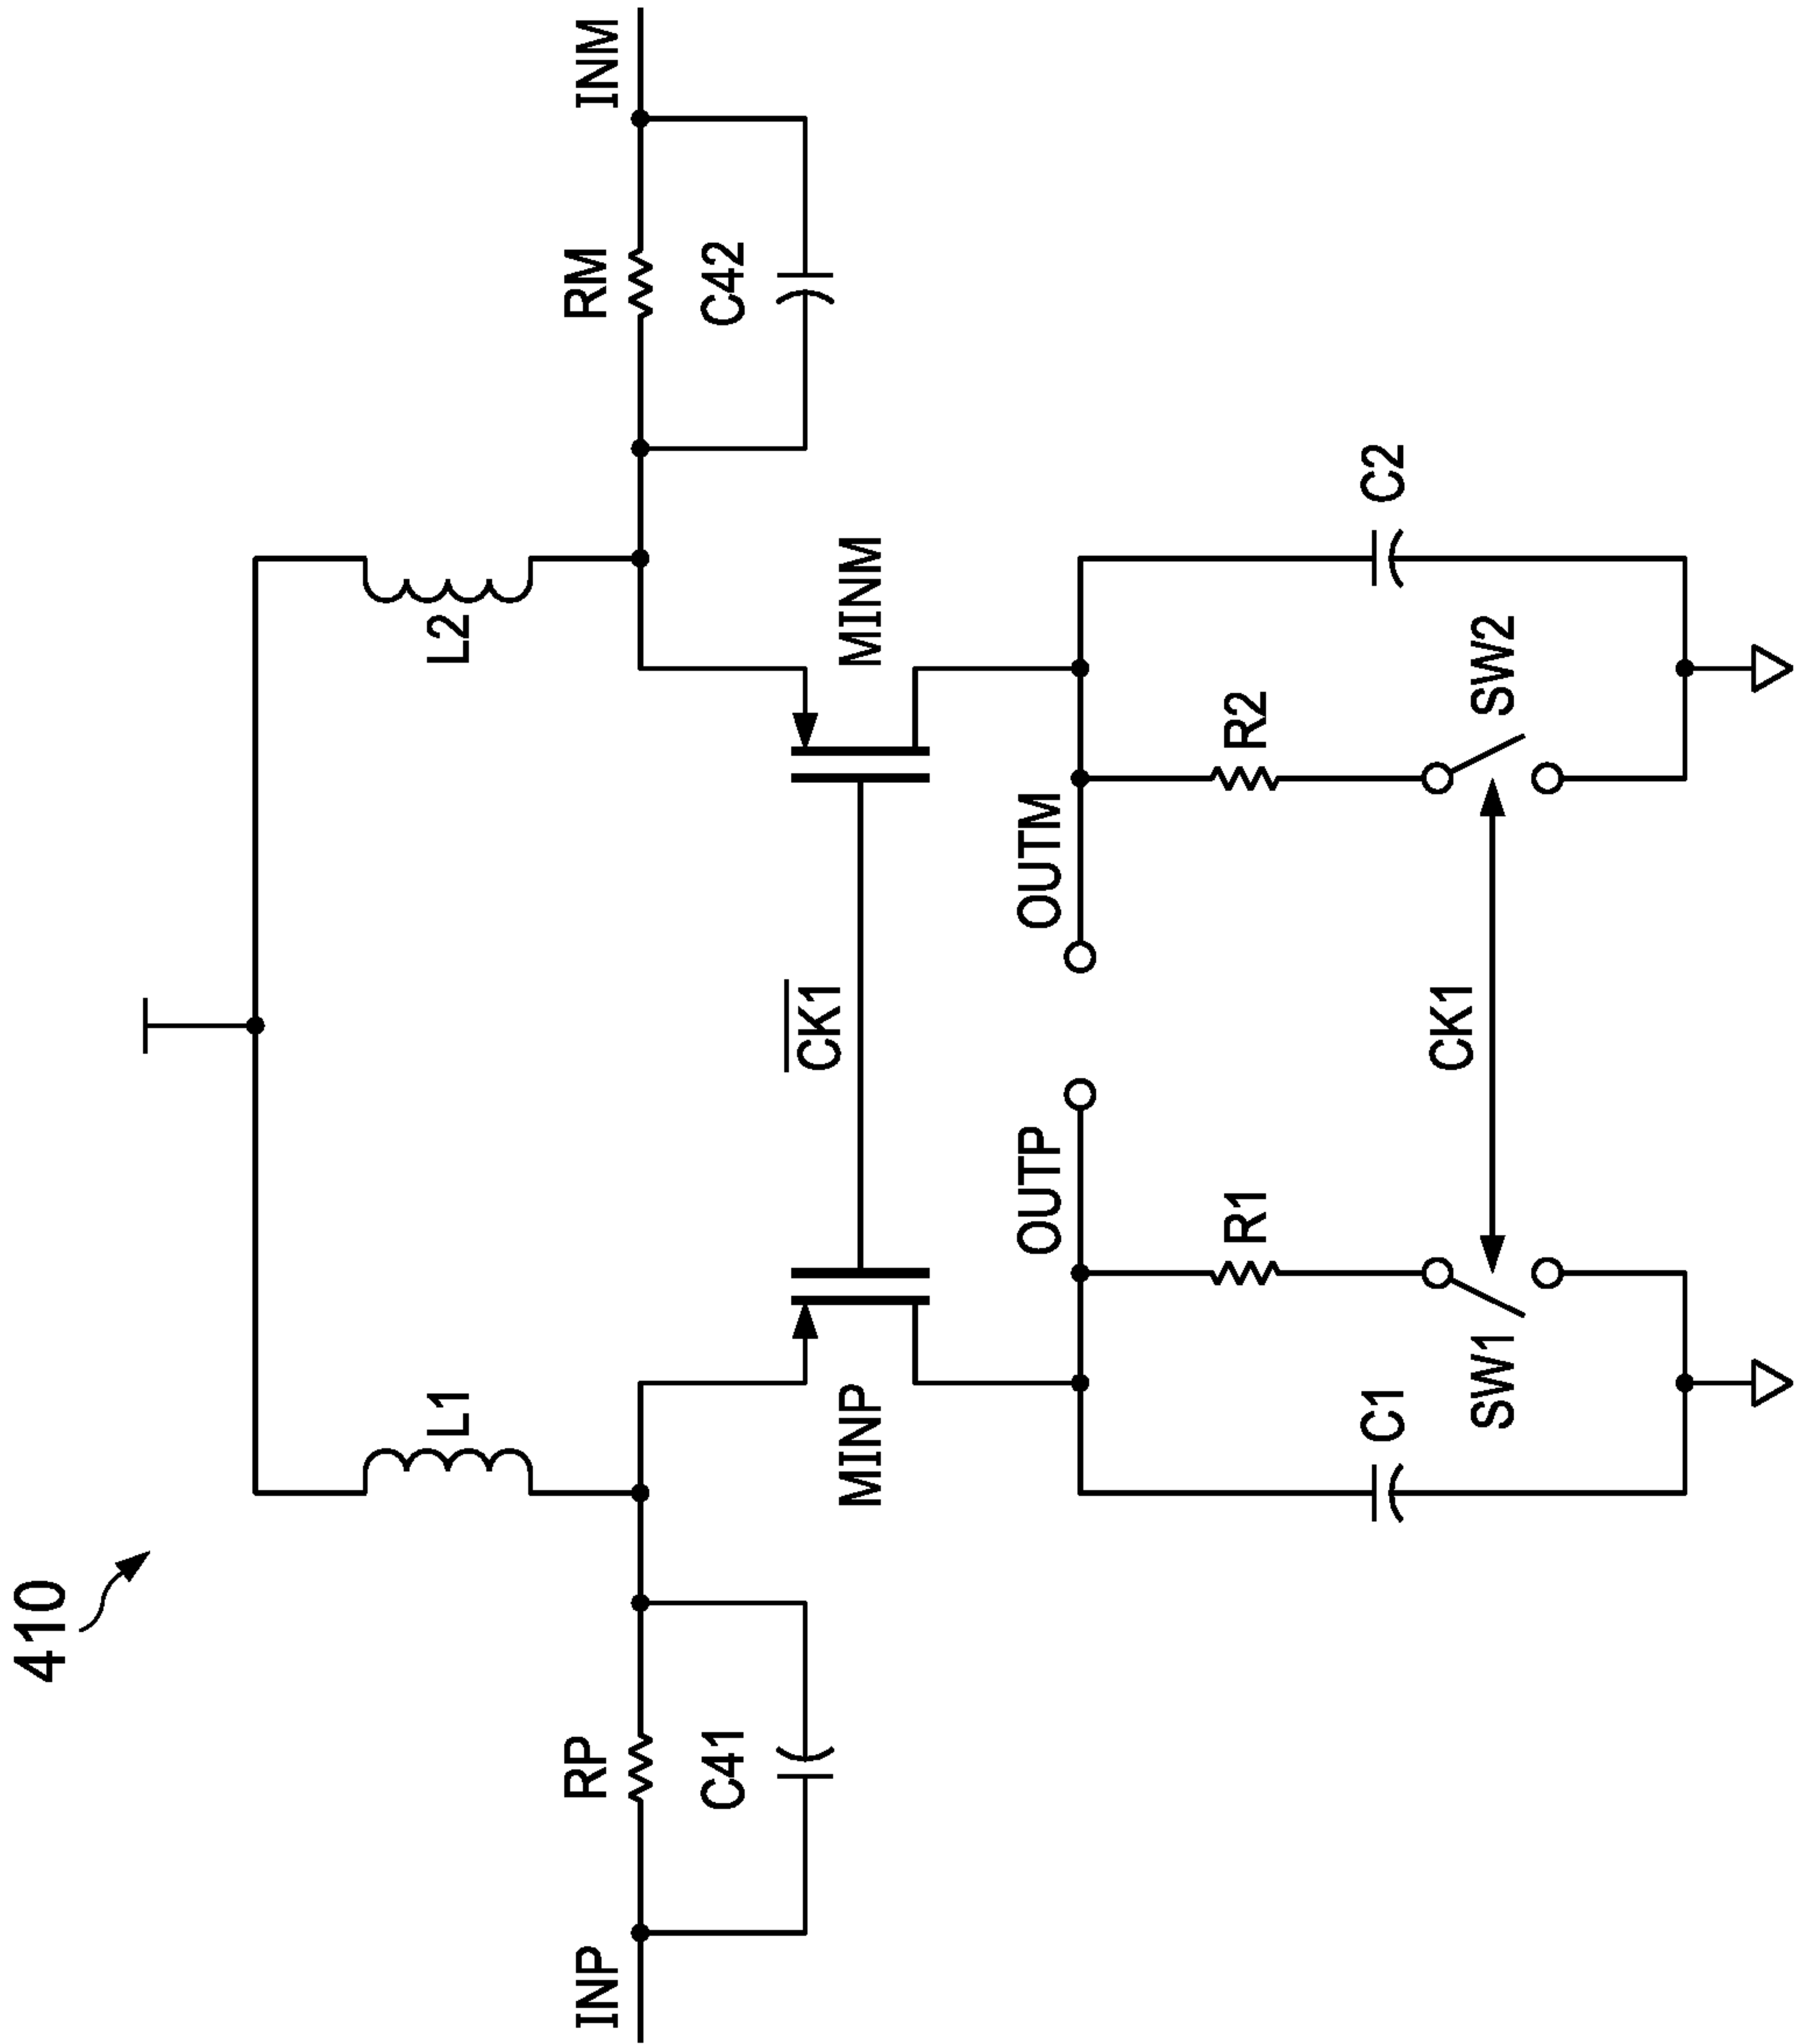 410
L1
L2
INP
RP
RM
INM
C41
C42
MINP
C̅K̅1̅
MINM
OUTP
OUTM
R1
R2
C1
CK1
C2
SW1
SW2